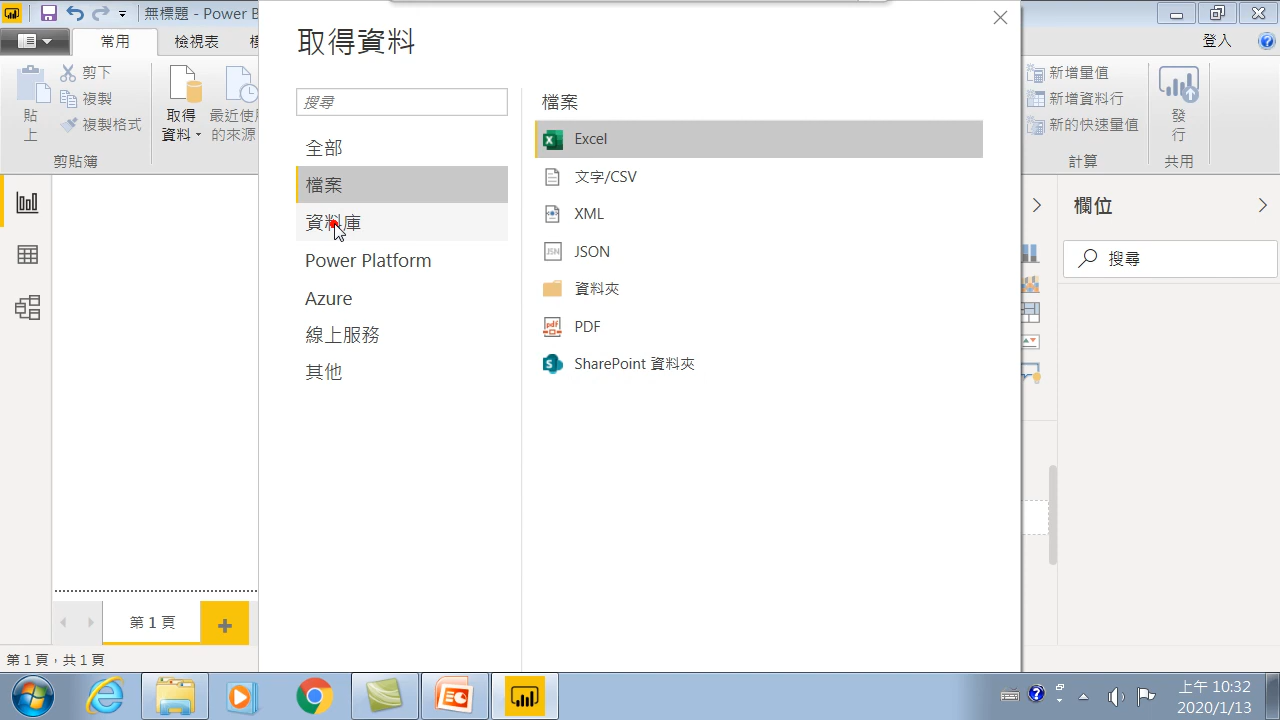 無標題 - Power B
登入
常用
檢視表
剪下
複製
複製格式
貼上
剪貼簿
取得資料
最近使
的來源
取得資料
搜尋
全部
檔案
資料庫
Power Platform
Azure
線上服務
其他
檔案
Excel
文字/CSV
XML
JSON
資料夾
PDF
SharePoint 資料夾
新增量值
新增資料行
新的快速量值
計算
發行
共用
欄位
搜尋
第 1 頁
第 1 頁，共 1 頁
上午 10:32
2020/1/13